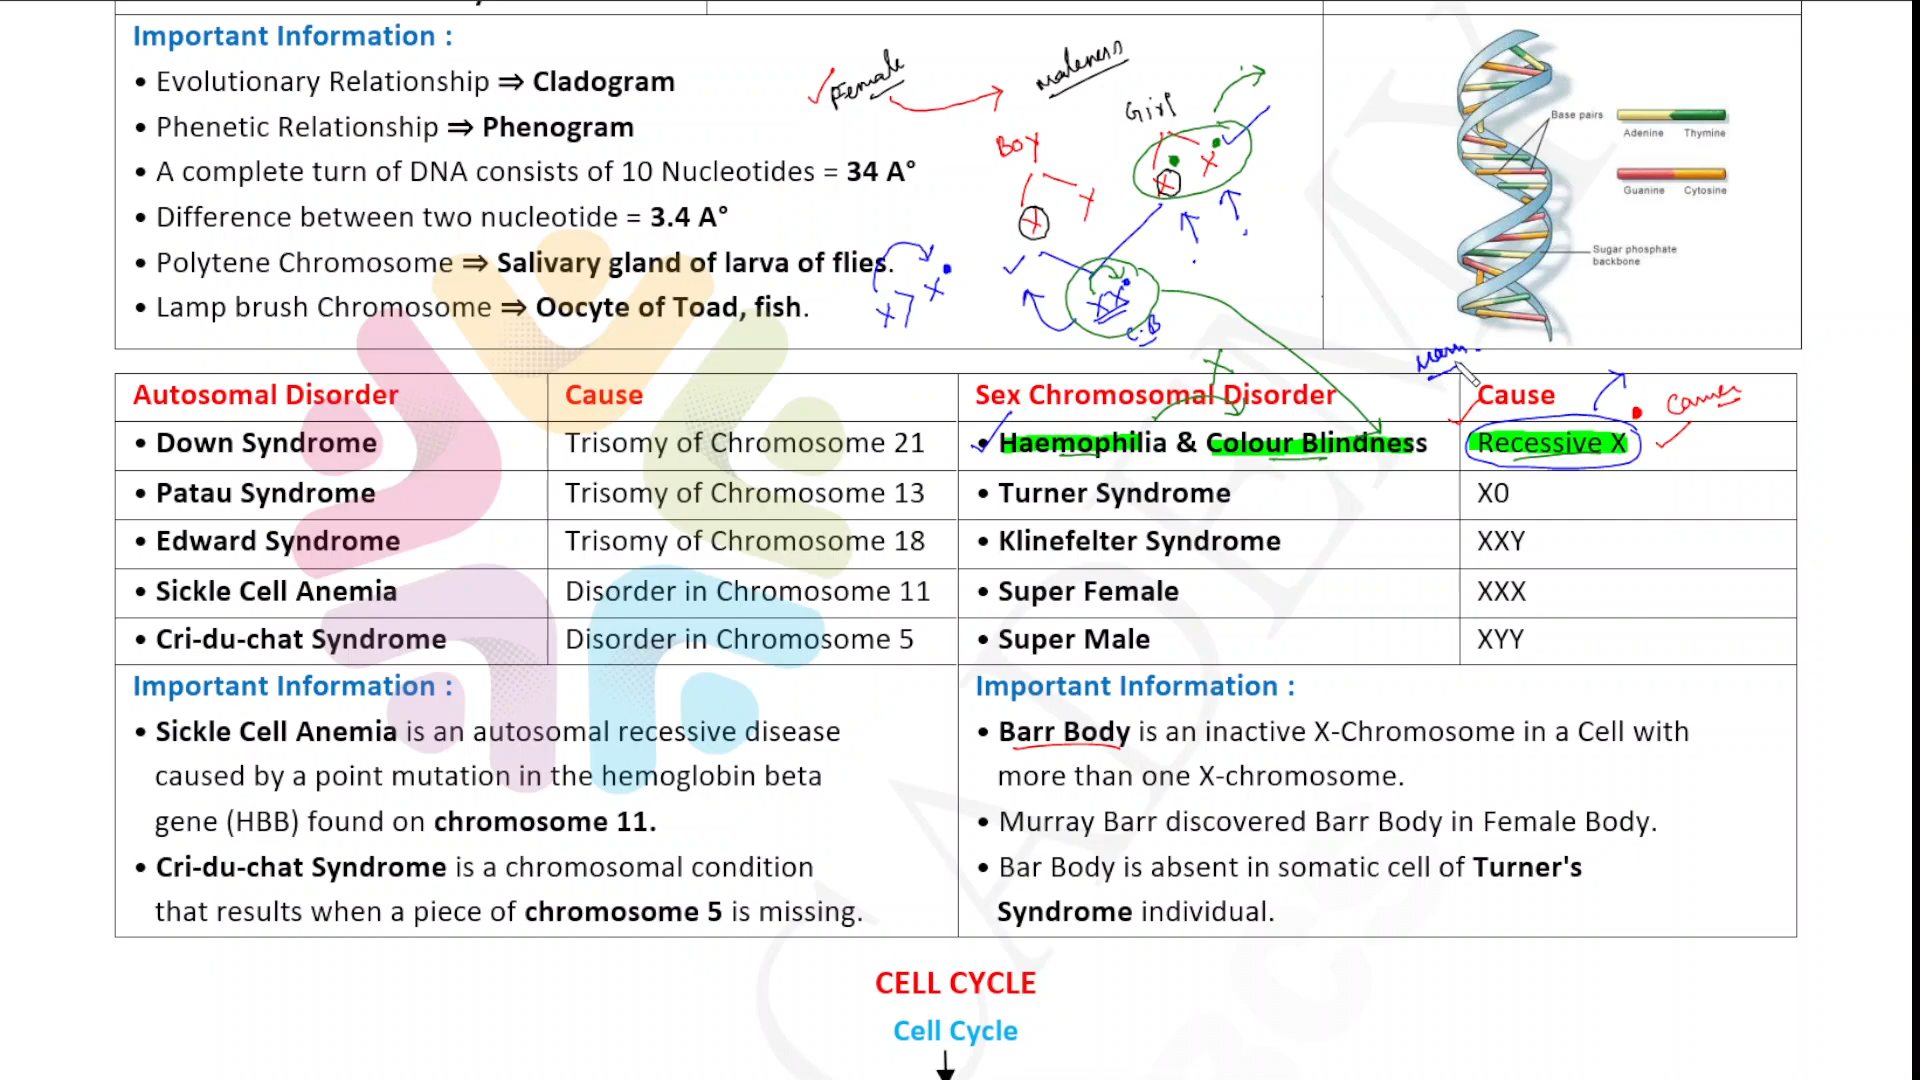 Important Information :
• Evolutionary Relationship ⇒ Cladogram
• Phenetic Relationship ⇒ Phenogram
• A complete turn of DNA consists of 10 Nucleotides = 34 A°
• Difference between two nucleotide = 3.4 A°
• Polytene Chromosome ⇒ Salivary gland of larva of flies.
• Lamp brush Chromosome ⇒ Oocyte of Toad, fish.
Female
maleness
Boy
Girl
X Y
X X
X Y
X
XX
C.B
Base pairs
Adenine Thymine
Guanine Cytosine
Sugar phosphate
backbone
X
Autosomal Disorder Cause Sex Chromosomal Disorder Cause
Carrier
• Down Syndrome Trisomy of Chromosome 21 • Haemophilia & Colour Blindness Recessive X
• Patau Syndrome Trisomy of Chromosome 13 • Turner Syndrome X0
• Edward Syndrome Trisomy of Chromosome 18 • Klinefelter Syndrome XXY
• Sickle Cell Anemia Disorder in Chromosome 11 • Super Female XXX
• Cri-du-chat Syndrome Disorder in Chromosome 5 • Super Male XYY
Important Information :
• Sickle Cell Anemia is an autosomal recessive disease
caused by a point mutation in the hemoglobin beta
gene (HBB) found on chromosome 11.
• Cri-du-chat Syndrome is a chromosomal condition
that results when a piece of chromosome 5 is missing.
Important Information :
• Barr Body is an inactive X-Chromosome in a Cell with
more than one X-chromosome.
• Murray Barr discovered Barr Body in Female Body.
• Bar Body is absent in somatic cell of Turner's
Syndrome individual.
CELL CYCLE
Cell Cycle